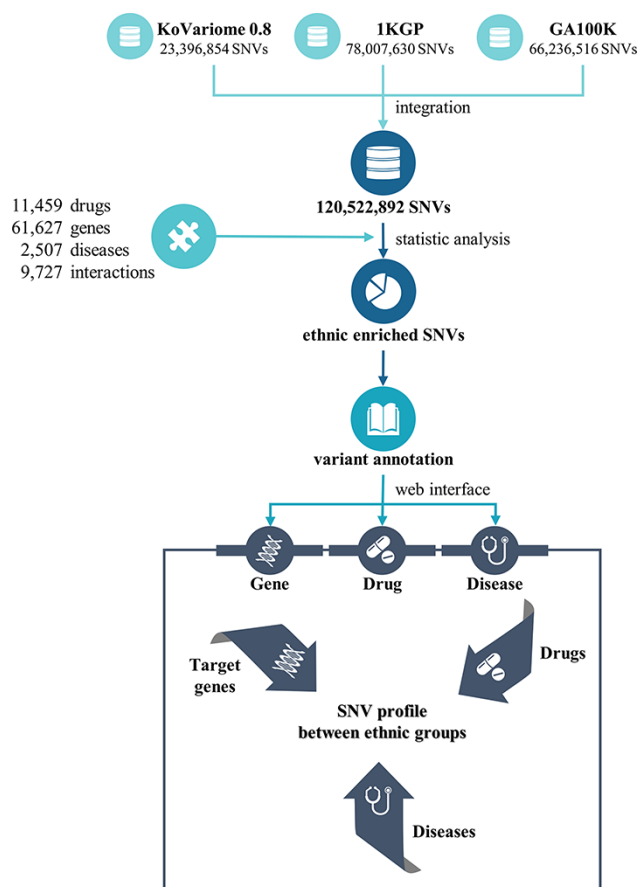 KoVariome 0.8
23,396,854 SNVs
1KGP
78,007,630 SNVs
GA100K
66,236,516 SNVs
integration
120,522,892 SNVs
11,459 drugs
61,627 genes
2,507 diseases
9,727 interactions
statistic analysis
ethnic enriched SNVs
variant annotation
web interface
Gene
Drug
Disease
Target
genes
Drugs
SNV profile
between ethnic groups
Diseases